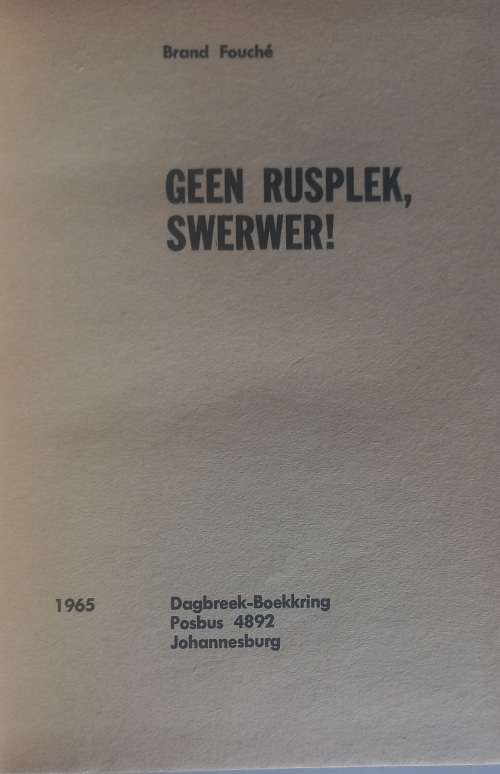 Brand Fouché
GEEN RUSPLEK,
SWERWER!
1965
Dagbreek-Boekkring
Posbus 4892
Johannesburg